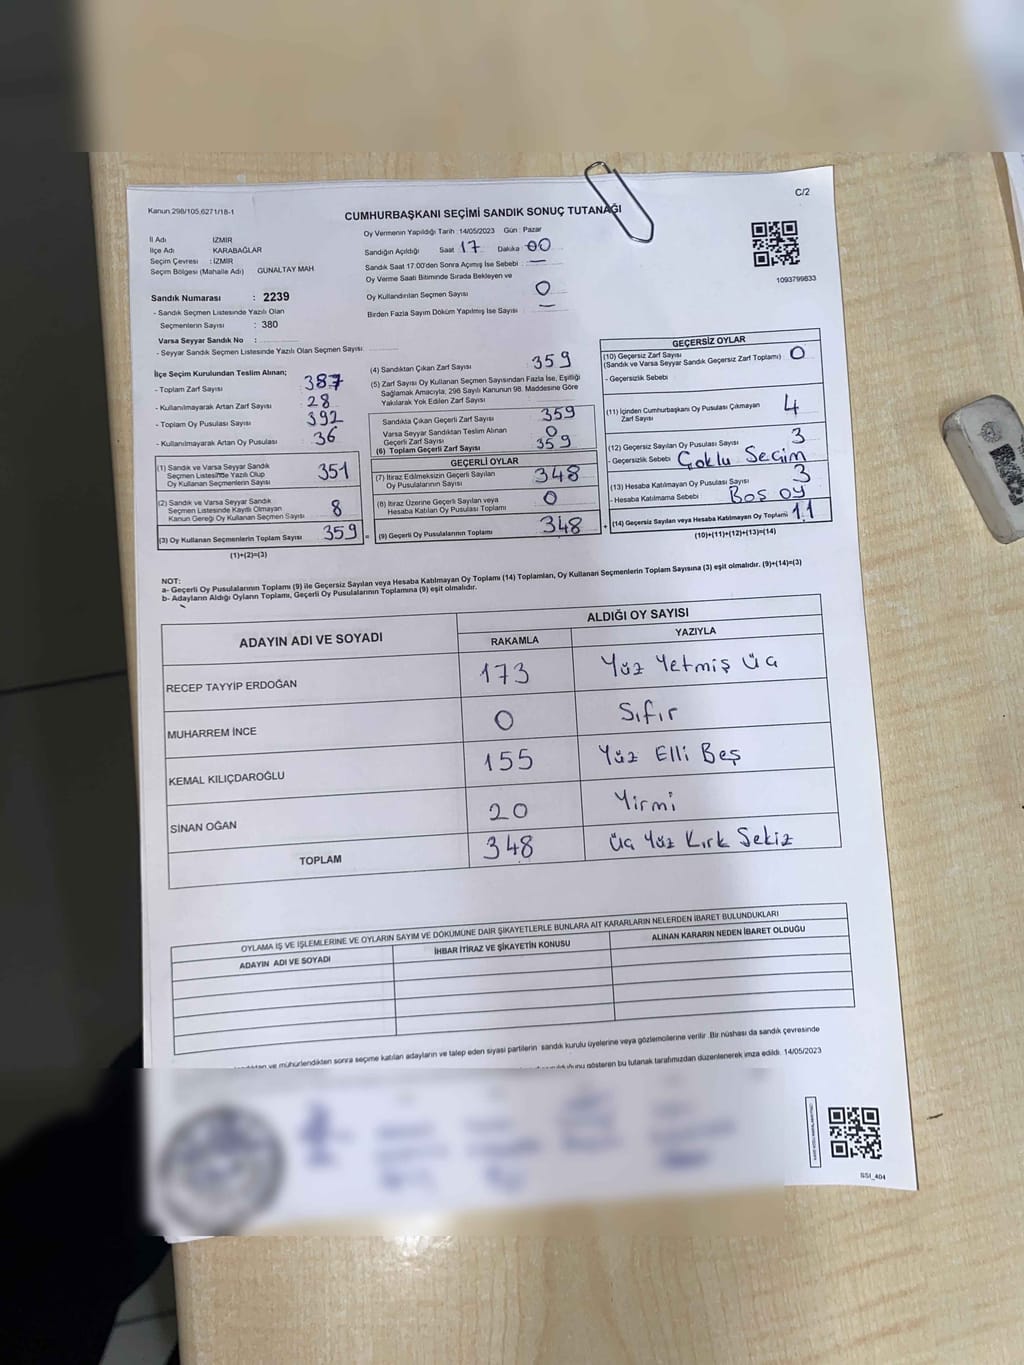 Kanun 298/105,6271/18-1
C/2
CUMHURBAŞKANI SEÇİMİ SANDIK SONUÇ TUTANAĞI
İl Adı İZMİR
İlçe Adı KARABAĞLAR
Seçim Çevresi : İZMİR
Seçim Bölgesi (Mahalle Adı) GÜNALTAY MAH
Sandık Numarası : 2239
- Sandık Seçmen Listesinde Yazılı Olan
Seçmenlerin Sayısı : 380
Varsa Seyyar Sandık No :
- Seyyar Sandık Seçmen Listesinde Yazılı Olan Seçmen Sayısı
Oy Vermenin Yapıldığı Tarih :14/05/2023 Gün : Pazar
Sandığın Açıldığı Saat 17 Dakika 00
Sandık Saat 17:00'den Sonra Açımış İse Sebebi : —
Oy Verme Saati Bitiminde Sırada Bekleyen ve
Oy Kullandırılan Seçmen Sayısı 0
Birden Fazla Sayım Döküm Yapılmış İse Sayısı : —
1093799833
İlçe Seçim Kurulundan Teslim Alınan;
- Toplam Zarf Sayısı 387
- Kullanılmayarak Artan Zarf Sayısı 28
- Toplam Oy Pusulası Sayısı 392
- Kullanılmayarak Artan Oy Pusulası 36
(1) Sandık ve Varsa Seyyar Sandık
Seçmen Listesinde Yazılı Olup
Oy Kullanan Seçmenlerin Sayısı 351
(2) Sandık ve Varsa Seyyar Sandık
Seçmen Listesinde Kayıtlı Olmayan
Kanun Gereği Oy Kullanan Seçmen Sayısı 8
(3) Oy Kullanan Seçmenlerin Toplam Sayısı 359 =
(1)+(2)=(3)
(4) Sandıktan Çıkan Zarf Sayısı 359
(5) Zarf Sayısı Oy Kullanan Seçmen Sayısından Fazla İse, Eşitliği
Sağlamak Amacıyla; 298 Sayılı Kanunun 98. Maddesine Göre
Yakılarak Yok Edilen Zarf Sayısı
Sandıkta Çıkan Geçerli Zarf Sayısı 359
Varsa Seyyar Sandıktan Teslim Alınan
Geçerli Zarf Sayısı 0
(6) Toplam Geçerli Zarf Sayısı 359
GEÇERLİ OYLAR
(7) İtiraz Edilmeksizin Geçerli Sayılan
Oy Pusulalarının Sayısı 348
(8) İtiraz Üzerine Geçerli Sayılan veya
Hesaba Katılan Oy Pusulası Toplamı 0
(9) Geçerli Oy Pusulalarının Toplamı 348 +
GEÇERSİZ OYLAR
(10) Geçersiz Zarf Sayısı
(Sandık ve Varsa Seyyar Sandık Geçersiz Zarf Toplamı) 0
- Geçersizlik Sebebi
(11) İçinden Cumhurbaşkanı Oy Pusulası Çıkmayan
Zarf Sayısı 4
(12) Geçersiz Sayılan Oy Pusulası Sayısı 3
- Geçersizlik Sebebi Çoklu Seçim
(13) Hesaba Katılmayan Oy Pusulası Sayısı 3
- Hesaba Katılmama Sebebi Boş oy
(14) Geçersiz Sayılan veya Hesaba Katılmayan Oy Toplamı 11
(10)+(11)+(12)+(13)=(14)
NOT:
a- Geçerli Oy Pusulalarının Toplamı (9) ile Geçersiz Sayılan veya Hesaba Katılmayan Oy Toplamı (14) Toplamları, Oy Kullanan Seçmenlerin Toplam Sayısına (3) eşit olmalıdır. (9)+(14)=(3)
b- Adayların Aldığı Oyların Toplamı, Geçerli Oy Pusulalarının Toplamına (9) eşit olmalıdır.
ADAYIN ADI VE SOYADI ALDIĞI OY SAYISI
RAKAMLA YAZIYLA
RECEP TAYYİP ERDOĞAN 173 Yüz Yetmiş Üç
MUHARREM İNCE 0 Sıfır
KEMAL KILIÇDAROĞLU 155 Yüz Elli Beş
SİNAN OĞAN 20 Yirmi
TOPLAM 348 Üç Yüz Kırk Sekiz
OYLAMA İŞ VE İŞLEMLERİNE VE OYLARIN SAYIM VE DÖKÜMÜNE DAİR ŞİKAYETLERLE BUNLARA AİT KARARLARIN NELERDEN İBARET BULUNDUKLARI
ADAYIN ADI VE SOYADI İHBAR İTİRAZ VE ŞİKAYETİN KONUSU ALINAN KARARIN NEDEN İBARET OLDUĞU
ve mühürlendikten sonra seçime katılan adayların ve talep eden siyasi partilerin sandık kurulu üyelerine veya gözlemcilerine verilir .Bir nüshası da sandık çevresinde
gösteren bu tutanak tarafımızdan düzenlenerek imza edildi. 14/05/2023
SSI_404